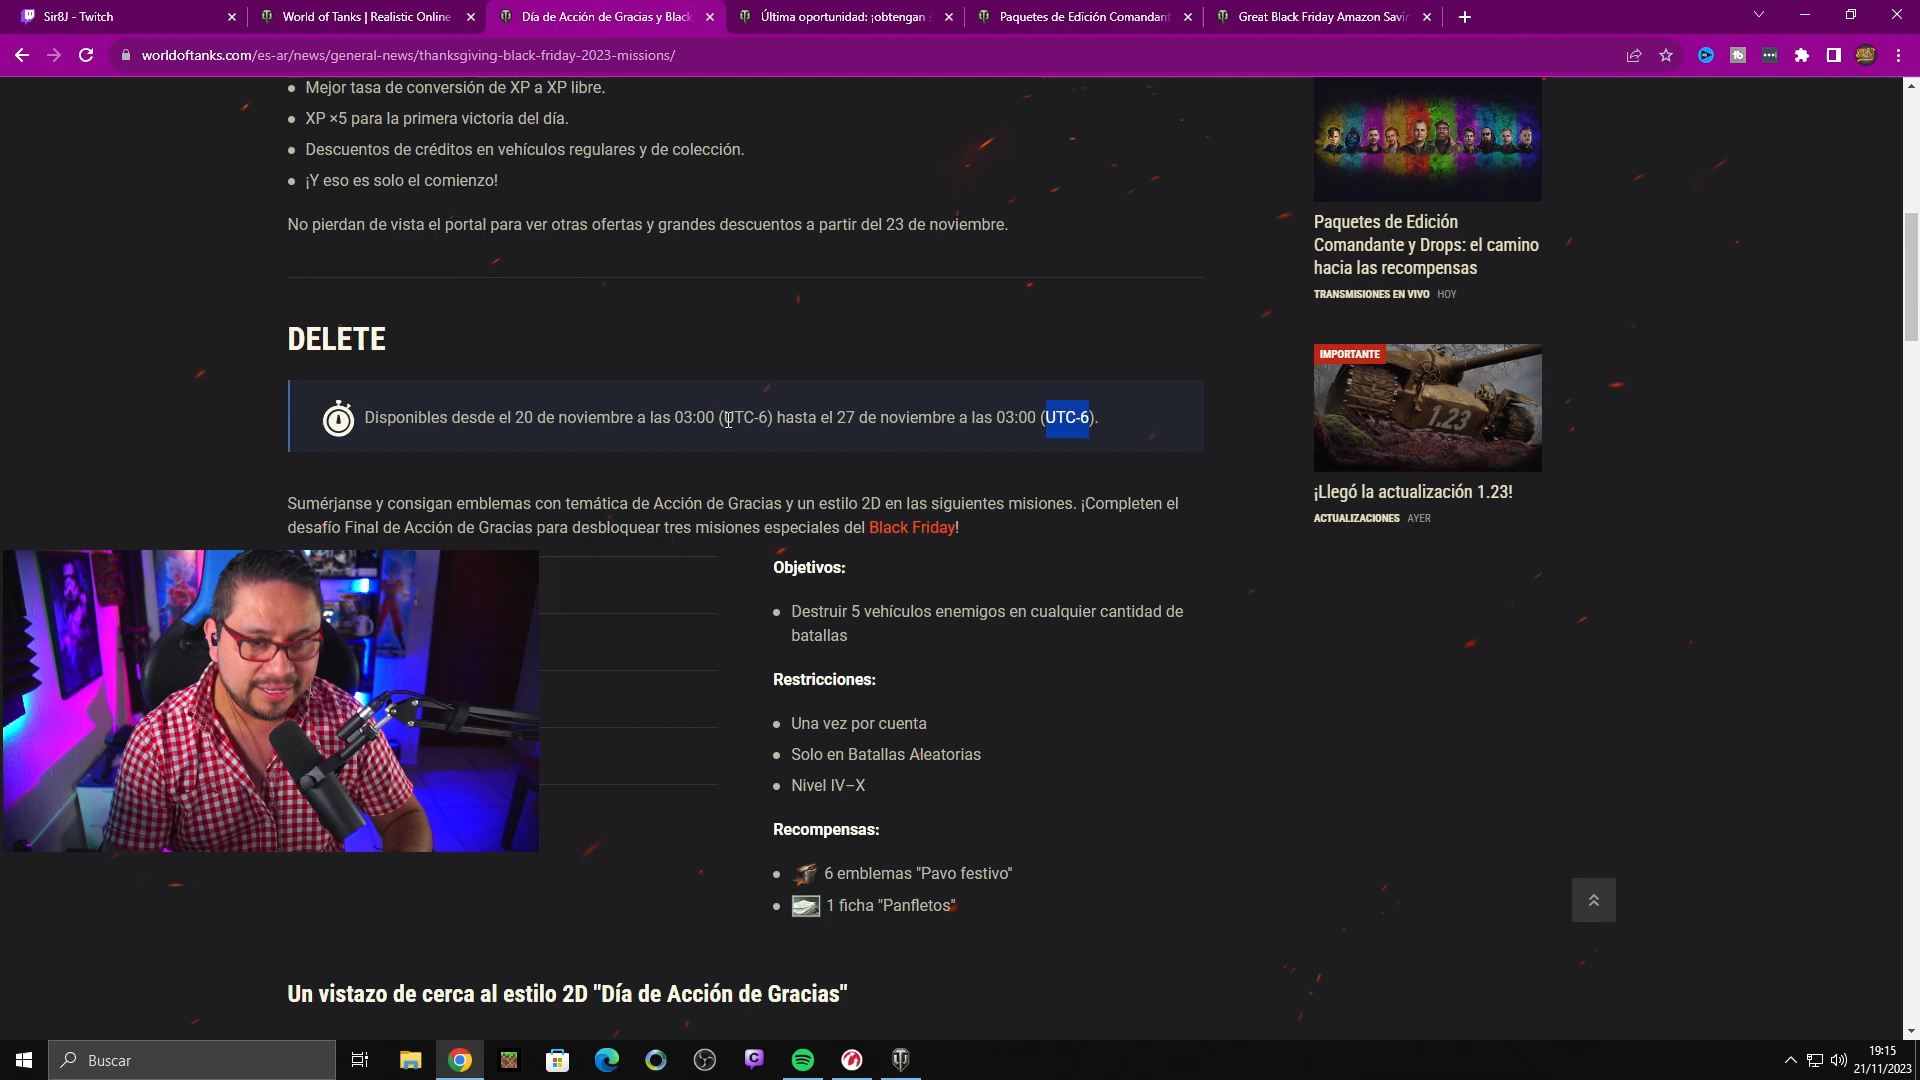 Sir8J - Twitch
World of Tanks | Realistic Online
Día de Acción de Gracias y Black
Última oportunidad: ¡obtengan
Paquetes de Edición Comandant
Great Black Friday Amazon Savin
worldoftanks.com/es-ar/news/general-news/thanksgiving-black-friday-2023-missions/
Mejor tasa de conversión de XP a XP libre.
XP ×5 para la primera victoria del día.
Descuentos de créditos en vehículos regulares y de colección.
¡Y eso es solo el comienzo!
No pierdan de vista el portal para ver otras ofertas y grandes descuentos a partir del 23 de noviembre.
DELETE
Disponibles desde el 20 de noviembre a las 03:00 (UTC-6) hasta el 27 de noviembre a las 03:00 (UTC-6).
Sumérjanse y consigan emblemas con temática de Acción de Gracias y un estilo 2D en las siguientes misiones. ¡Completen el
desafío Final de Acción de Gracias para desbloquear tres misiones especiales del Black Friday!
Objetivos:
Destruir 5 vehículos enemigos en cualquier cantidad de
batallas
Restricciones:
Una vez por cuenta
Solo en Batallas Aleatorias
Nivel IV–X
Recompensas:
6 emblemas "Pavo festivo"
1 ficha "Panfletos"
Un vistazo de cerca al estilo 2D "Día de Acción de Gracias"
Paquetes de Edición
Comandante y Drops: el camino
hacia las recompensas
TRANSMISIONES EN VIVO HOY
IMPORTANTE
1.23
¡Llegó la actualización 1.23!
ACTUALIZACIONES AYER
Buscar
19:15
21/11/2023